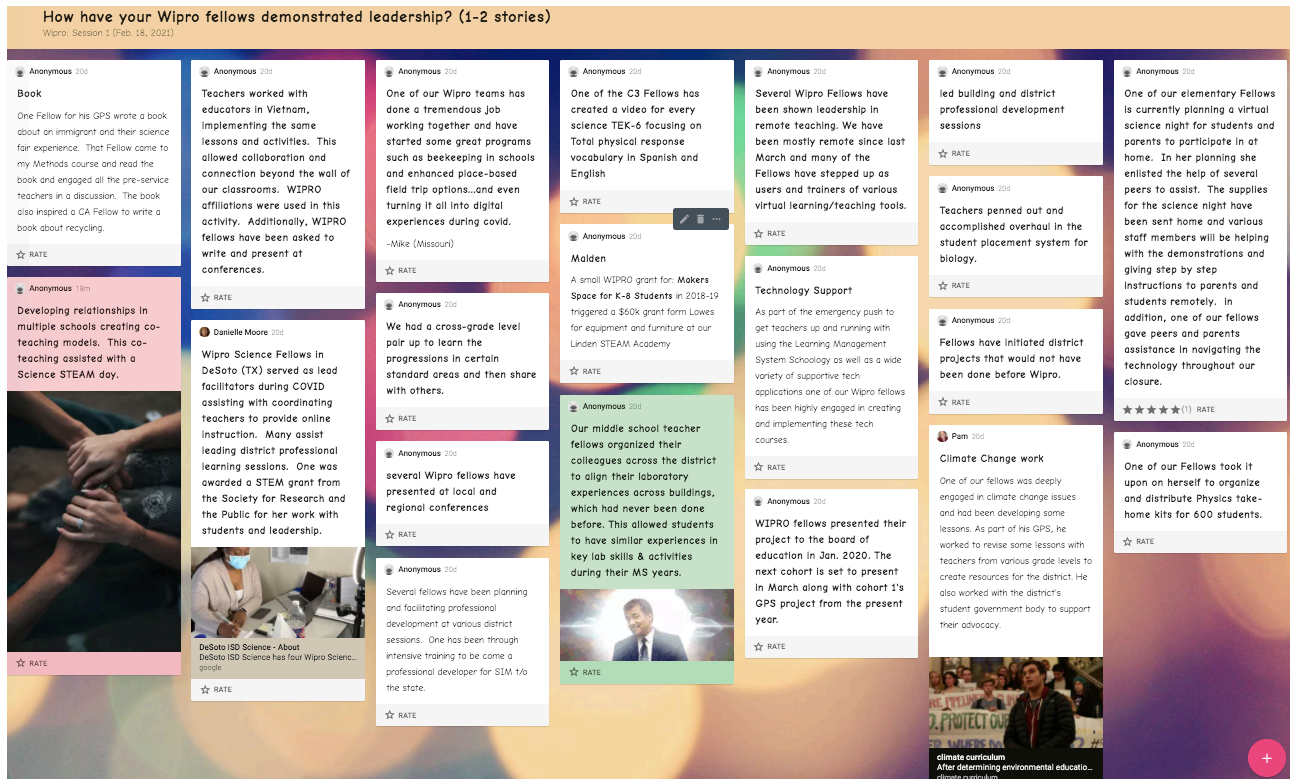 How have your Wipro fellows demonstrated leadership? (1-2 stories)
Wipro: Session 1 (Feb. 18, 2021)
Anonymous 20d
Book
One Fellow for his GPS wrote a book
about an immigrant and their science
fair experience. That Fellow came to
my Methods course and read the
book and engaged all the pre-service
teachers in a discussion. The book
also inspired a CA Fellow to write a
book about recycling.
RATE
Anonymous 18m
Developing relationships in
multiple schools creating co-
teaching models. This co-
teaching assisted with a
Science STEAM day.
RATE
Anonymous 20d
Teachers worked with
educators in Vietnam,
implementing the same
lessons and activities. This
allowed collaboration and
connection beyond the wall of
our classrooms. WIPRO
affiliations were used in this
activity. Additionally, WIPRO
fellows have been asked to
write and present at
conferences.
RATE
Danielle Moore 20d
Wipro Science Fellows in
DeSoto (TX) served as lead
facilitators during COVID
assisting with coordinating
teachers to provide online
instruction. Many assist
leading district professional
learning sessions. One was
awarded a STEM grant from
the Society for Research and
the Public for her work with
students and leadership.
DeSoto ISD Science - About
DeSoto ISD Science has four Wipro Scienc...
google
RATE
Anonymous 20d
One of our Wipro teams has
done a tremendous job
working together and have
started some great programs
such as beekeeping in schools
and enhanced place-based
field trip options...and even
turning it all into digital
experiences during covid.
-Mike (Missouri)
RATE
Anonymous 20d
We had a cross-grade level
pair up to learn the
progressions in certain
standard areas and then share
with others.
RATE
Anonymous 20d
several Wipro fellows have
presented at local and
regional conferences
RATE
Anonymous 20d
Several fellows have been planning
and facilitating professional
development at various district
sessions. One has been through
intensive training to be come a
professional developer for SIM t/o
the state.
RATE
Anonymous 20d
One of the C3 Fellows has
created a video for every
science TEK-6 focusing on
Total physical response
vocabulary in Spanish and
English
RATE
Anonymous 20d
Malden
A small WIPRO grant for: Makers
Space for K-8 Students in 2018-19
triggered a $60k grant form Lowes
for equipment and furniture at our
Linden STEAM Academy
RATE
Anonymous 20d
Our middle school teacher
fellows organized their
colleagues across the district
to align their laboratory
experiences across buildings,
which had never been done
before. This allowed students
to have similar experiences in
key lab skills & activities
during their MS years.
RATE
Anonymous 20d
Several Wipro Fellows have
been shown leadership in
remote teaching. We have
been mostly remote since last
March and many of the
Fellows have stepped up as
users and trainers of various
virtual learning/teaching tools.
RATE
Anonymous 20d
Technology Support
As part of the emergency push to
get teachers up and running with
using the Learning Management
System Schoology as well as a wide
variety of supportive tech
applications one of our Wipro fellows
has been highly engaged in creating
and implementing these tech
courses.
RATE
Anonymous 20d
WIPRO fellows presented their
project to the board of
education in Jan. 2020. The
next cohort is set to present
in March along with cohort 1's
GPS project from the present
year.
RATE
Anonymous 20d
led building and district
professional development
sessions
RATE
Anonymous 20d
Teachers penned out and
accomplished overhaul in the
student placement system for
biology.
RATE
Anonymous 20d
Fellows have initiated district
projects that would not have
been done before Wipro.
RATE
Pam 20d
Climate Change work
One of our fellows was deeply
engaged in climate change issues
and had been developing some
lessons. As part of his GPS, he
worked to revise some lessons with
teachers from various grade levels to
create resources for the district. He
also worked with the district's
student government body to support
their advocacy.
PROTECT OU
climate curriculum
After determining environmental educatio...
climate curriculum
Anonymous 20d
One of our elementary Fellows
is currently planning a virtual
science night for students and
parents to participate in at
home. In her planning she
enlisted the help of several
peers to assist. The supplies
for the science night have
been sent home and various
staff members will be helping
with the demonstrations and
giving step by step
instructions to parents and
students remotely. in
addition, one of our fellows
gave peers and parents
assistance in navigating the
technology throughout our
closure.
(1) RATE
Anonymous 20d
One of our Fellows took it
upon on herself to organize
and distribute Physics take-
home kits for 600 students.
RATE